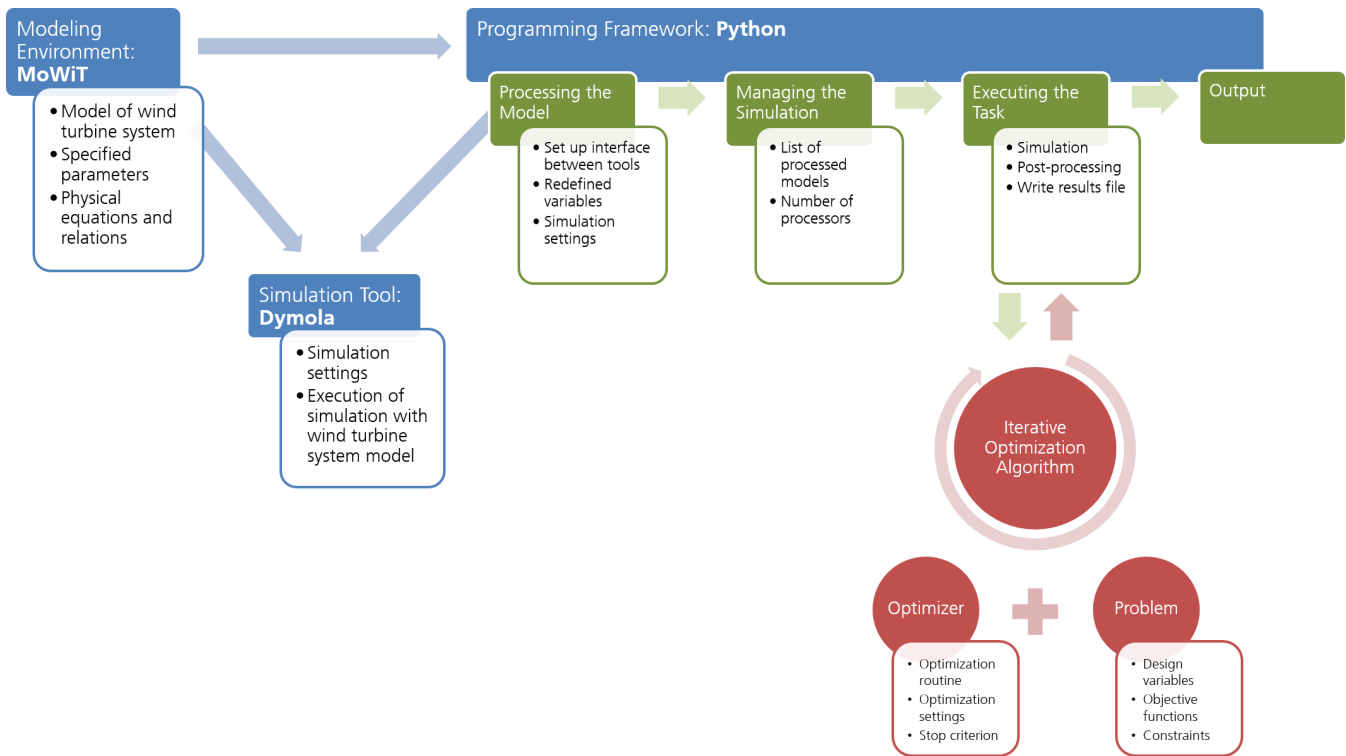 Modeling
Environment:
MoWiT
• Model of wind
turbine system
• Specified
parameters
• Physical
equations and
relations
Programming Framework: Python
Processing the
Model
• Set up interface
between tools
• Redefined
variables
• Simulation
settings
Managing the
Simulation
• List of
processed
models
• Number of
processors
Executing the
Task
• Simulation
• Post-processing
• Write results file
Output
Simulation Tool:
Dymola
• Simulation
settings
• Execution of
simulation with
wind turbine
system model
Iterative
Optimization
Algorithm
Optimizer
• Optimization
routine
• Optimization
settings
• Stop criterion
Problem
• Design
variables
• Objective
functions
• Constraints